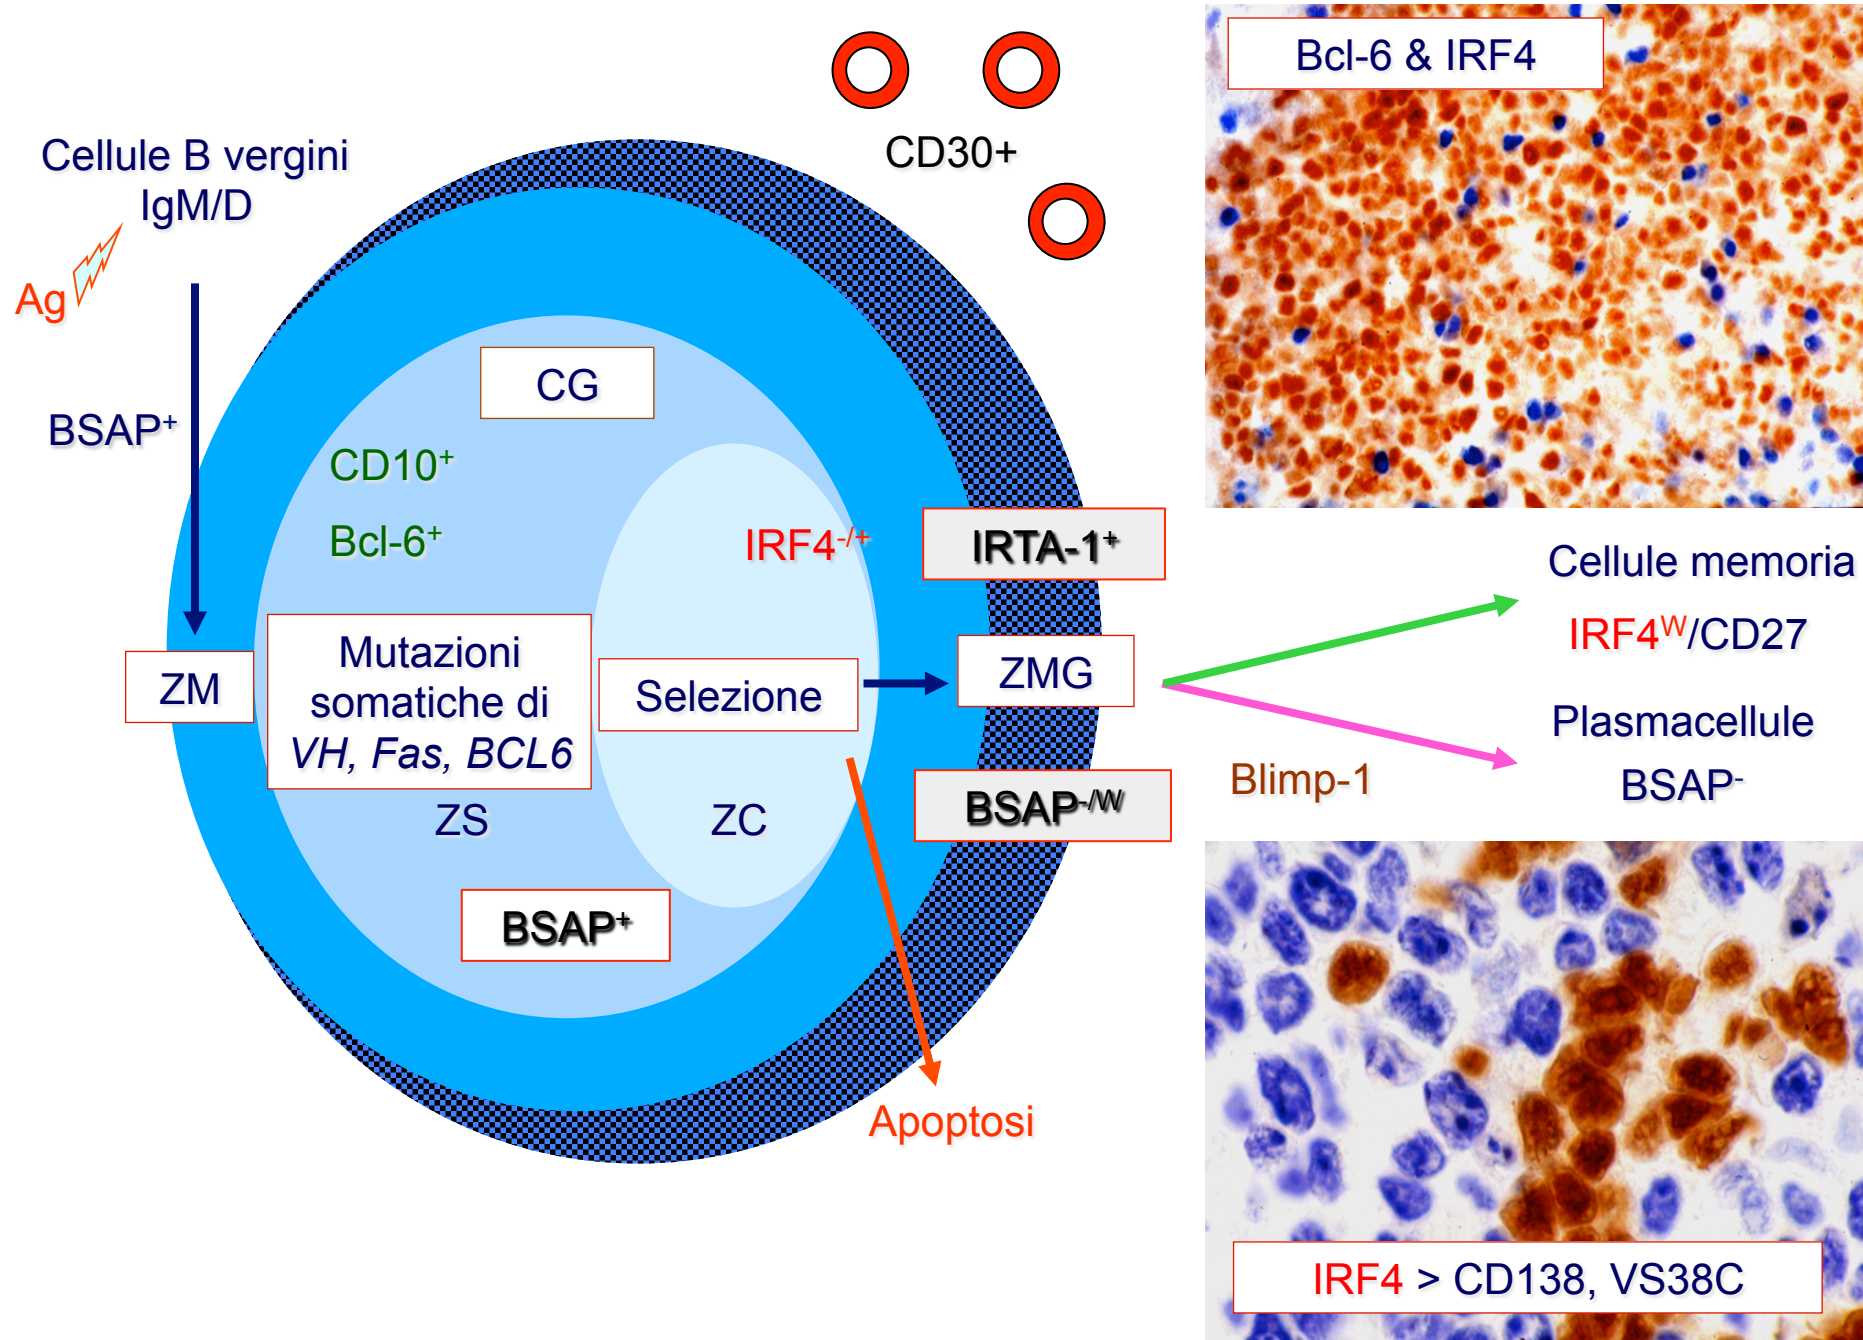 Bcl-6 & IRF4
CD30+
Cellule B vergini
IgM/D
Ag
BSAP⁺
CG
CD10⁺
Bcl-6⁺
IRF4⁻/⁺
IRTA-1⁺
Cellule memoria
IRF4ᵂ/CD27
ZM
Mutazioni
somatiche di
VH, Fas, BCL6
Selezione
ZMG
Plasmacellule
BSAP⁻
Blimp-1
BSAP⁻/ᵂ
ZS
ZC
BSAP⁺
Apoptosi
IRF4 > CD138, VS38C